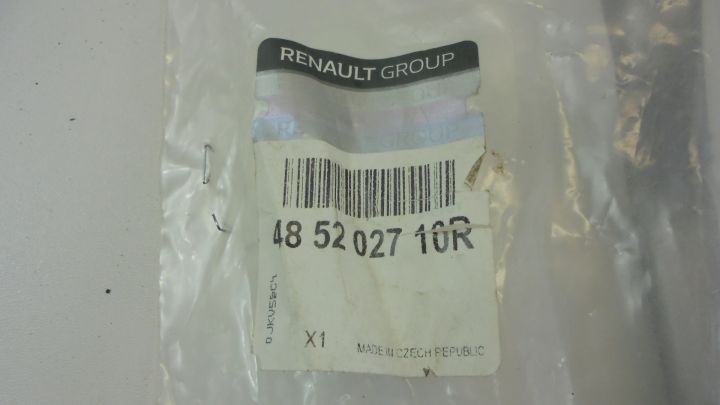 RENAULT GROUP
48 52 027 10R
X1
MADE IN CZECH REPUBLIC